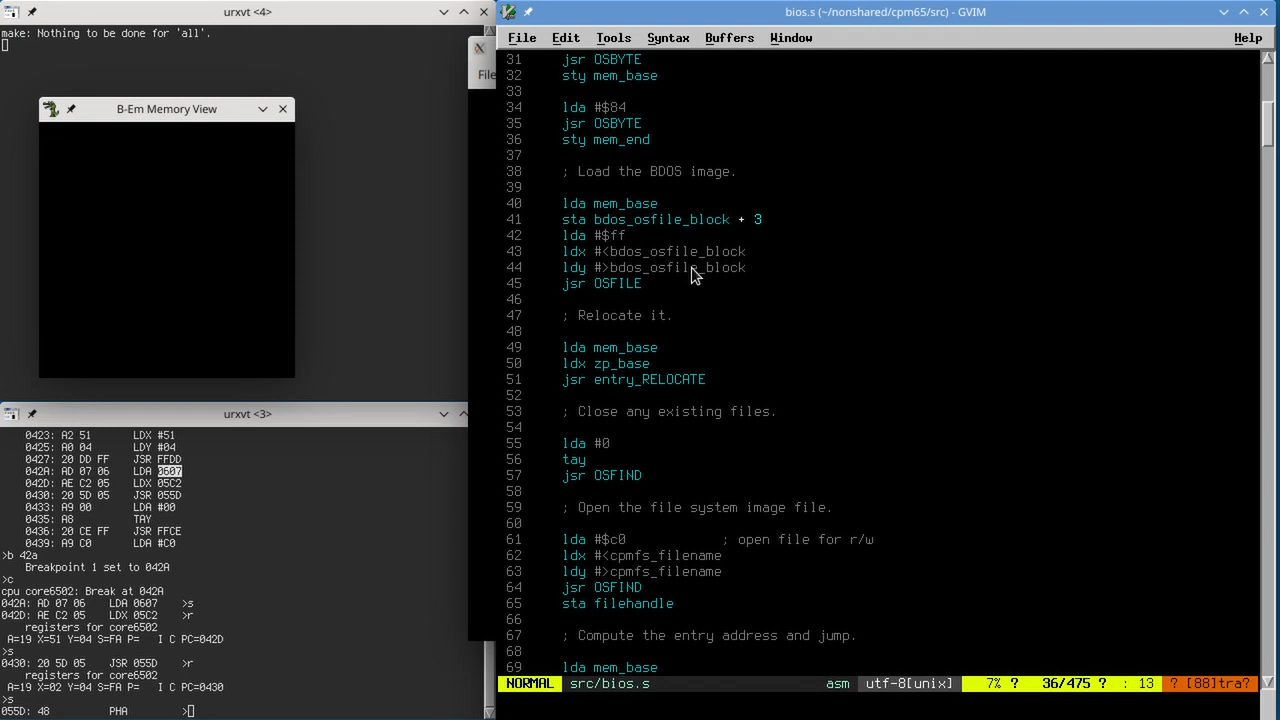 urxvt <4>
make: Nothing to be done for 'all'.
B-Em Memory View
File
urxvt <3>
0423: A2 51 LDX #51
0425: A0 04 LDY #04
0427: 20 DD FF JSR FFDD
042A: AD 07 06 LDA 0607
042D: AE C2 05 LDX 05C2
0430: 20 5D 05 JSR 055D
0433: A9 00 LDA #00
0435: A8 TAY
0436: 20 CE FF JSR FFCE
0439: A9 C0 LDA #C0
>b 42a
Breakpoint 1 set to 042A
>c
cpu core6502: Break at 042A
042A: AD 07 06 LDA 0607 >s
042D: AE C2 05 LDX 05C2 >r
registers for core6502
A=19 X=51 Y=04 S=FA P= I C PC=042D
>s
0430: 20 5D 05 JSR 055D >r
registers for core6502
A=19 X=02 Y=04 S=FA P= I C PC=0430
>s
055D: 48 PHA >
bios.s (~/nonshared/cpm65/src) - GVIM
File Edit Tools Syntax Buffers Window Help
31 jsr OSBYTE
32 sty mem_base
33
34 lda #$84
35 jsr OSBYTE
36 sty mem_end
37
38 ; Load the BDOS image.
39
40 lda mem_base
41 sta bdos_osfile_block + 3
42 lda #$ff
43 ldx #<bdos_osfile_block
44 ldy #>bdos_osfile_block
45 jsr OSFILE
46
47 ; Relocate it.
48
49 lda mem_base
50 ldx zp_base
51 jsr entry_RELOCATE
52
53 ; Close any existing files.
54
55 lda #0
56 tay
57 jsr OSFIND
58
59 ; Open the file system image file.
60
61 lda #$c0 ; open file for r/w
62 ldx #<cpmfs_filename
63 ldy #>cpmfs_filename
64 jsr OSFIND
65 sta filehandle
66
67 ; Compute the entry address and jump.
68
69 lda mem_base
NORMAL src/bios.s asm utf-8[unix] 7% ? 36/475 ? : 13 ? [88]tra?